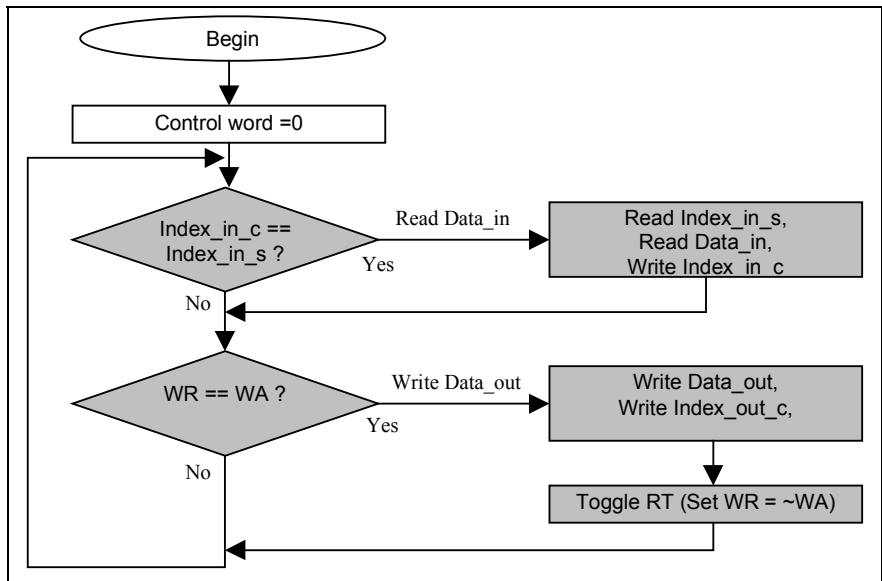 Begin
Control word =0
Index_in_c ==
Index_in_s ?
Read Data_in
Yes
Read Index_in_s,
Read Data_in,
Write Index_in_c
No
WR == WA ?
Write Data_out
Yes
Write Data_out,
Write Index_out_c,
No
Toggle RT (Set WR = ~WA)